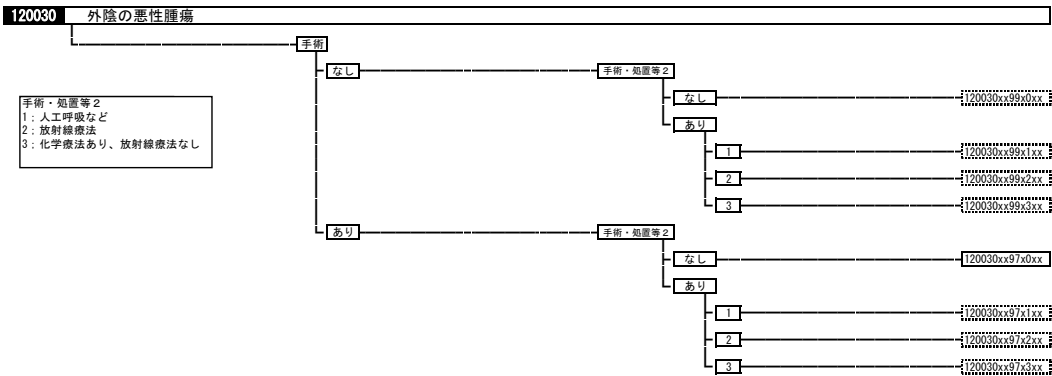 120030 外陰の悪性腫瘍
手術
なし 手術・処置等２
なし 120030xx99x0xx
手術・処置等２
1；人工呼吸など
2；放射線療法
3；化学療法あり、放射線療法なし
あり
1 120030xx99x1xx
2 120030xx99x2xx
3 120030xx99x3xx
あり 手術・処置等２
なし 120030xx97x0xx
あり
1 120030xx97x1xx
2 120030xx97x2xx
3 120030xx97x3xx